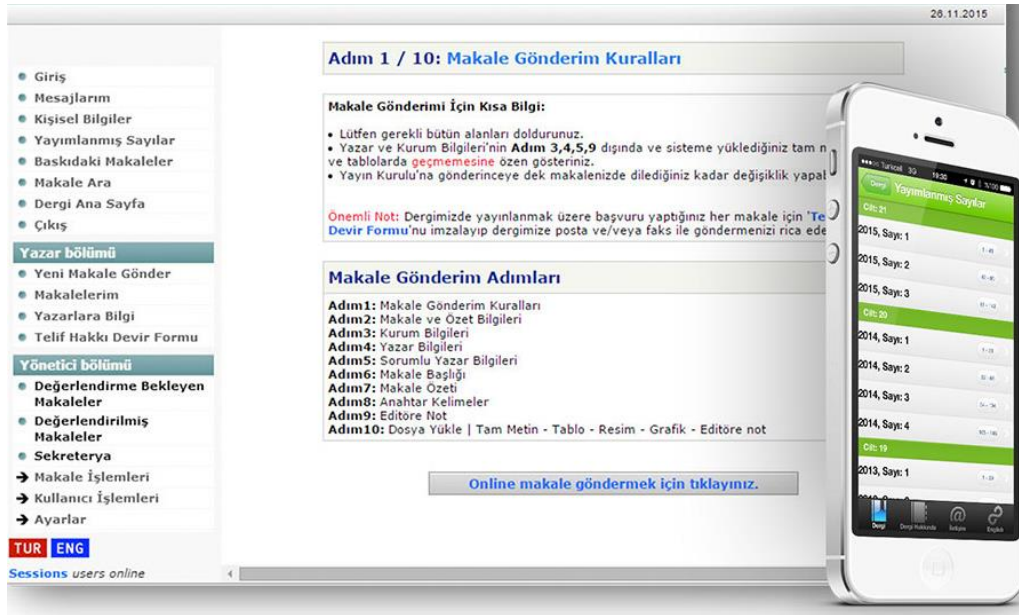 26.11.2015
Giriş
Mesajlarım
Kişisel Bilgiler
Yayımlanmış Sayılar
Baskıdaki Makaleler
Makale Ara
Dergi Ana Sayfa
Çıkış
Yazar bölümü
Yeni Makale Gönder
Makalelerim
Yazarlara Bilgi
Telif Hakkı Devir Formu
Yönetici bölümü
Değerlendirme Bekleyen
Makaleler
Değerlendirilmiş
Makaleler
Sekreterya
Makale İşlemleri
Kullanıcı İşlemleri
Ayarlar
TUR ENG
Sessions users online
Adım 1 / 10: Makale Gönderim Kuralları
Makale Gönderimi İçin Kısa Bilgi:
• Lütfen gerekli bütün alanları doldurunuz.
• Yazar ve Kurum Bilgileri'nin Adım 3,4,5,9 dışında ve sisteme yüklediğiniz tam
ve tablolarda geçmemesine özen gösteriniz.
• Yayın Kurulu'na gönderinceye dek makalenizde dilediğiniz kadar değişiklik
Önemli Not: Dergimizde yayınlanmak üzere başvuru yaptığınız her makale için
Devir Formu'nu imzalayıp dergimize posta ve/veya faks ile göndermenizi rica
Makale Gönderim Adımları
Adım1: Makale Gönderim Kuralları
Adım2: Makale ve Özet Bilgileri
Adım3: Kurum Bilgileri
Adım4: Yazar Bilgileri
Adım5: Sorumlu Yazar Bilgileri
Adım6: Makale Başlığı
Adım7: Makale Özeti
Adım8: Anahtar Kelimeler
Adım9: Editöre Not
Adım10: Dosya Yükle | Tam Metin - Tablo - Resim - Grafik - Editöre not
Online makale göndermek için tıklayınız.
Turkcell 3G 19:30 %100
Dergi Yayımlanmış Sayılar
Cilt: 21
2015, Sayı: 1
2015, Sayı: 2
2015, Sayı: 3
Cilt: 20
2014, Sayı: 1
2014, Sayı: 2
2014, Sayı: 3
2014, Sayı: 4
Cilt: 19
2013, Sayı: 1
Dergi Dergi Hakkında İletişim English